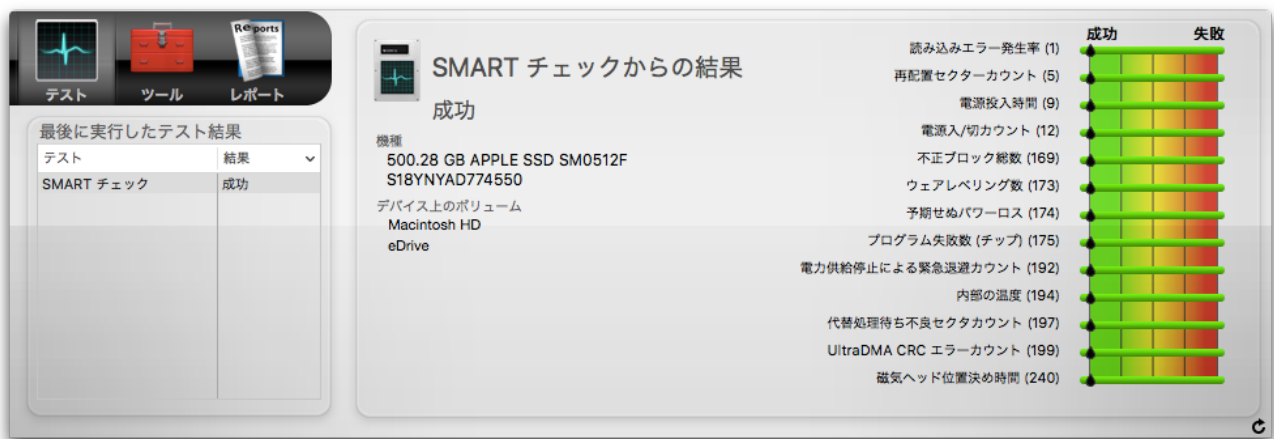 Reports
テスト
ツール
レポート
最後に実行したテスト結果
テスト 結果
SMART チェック 成功
SMART チェックからの結果
成功
機種
500.28 GB APPLE SSD SM0512F
S18YNYAD774550
デバイス上のボリューム
Macintosh HD
eDrive
成功 失敗
読み込みエラー発生率 (1)
再配置セクターカウント (5)
電源投入時間 (9)
電源入/切カウント (12)
不正ブロック総数 (169)
ウェアレベリング数 (173)
予期せぬパワーロス (174)
プログラム失敗数 (チップ) (175)
電力供給停止による緊急退避カウント (192)
内部の温度 (194)
代替処理待ち不良セクタカウント (197)
UltraDMA CRC エラーカウント (199)
磁気ヘッド位置決め時間 (240)